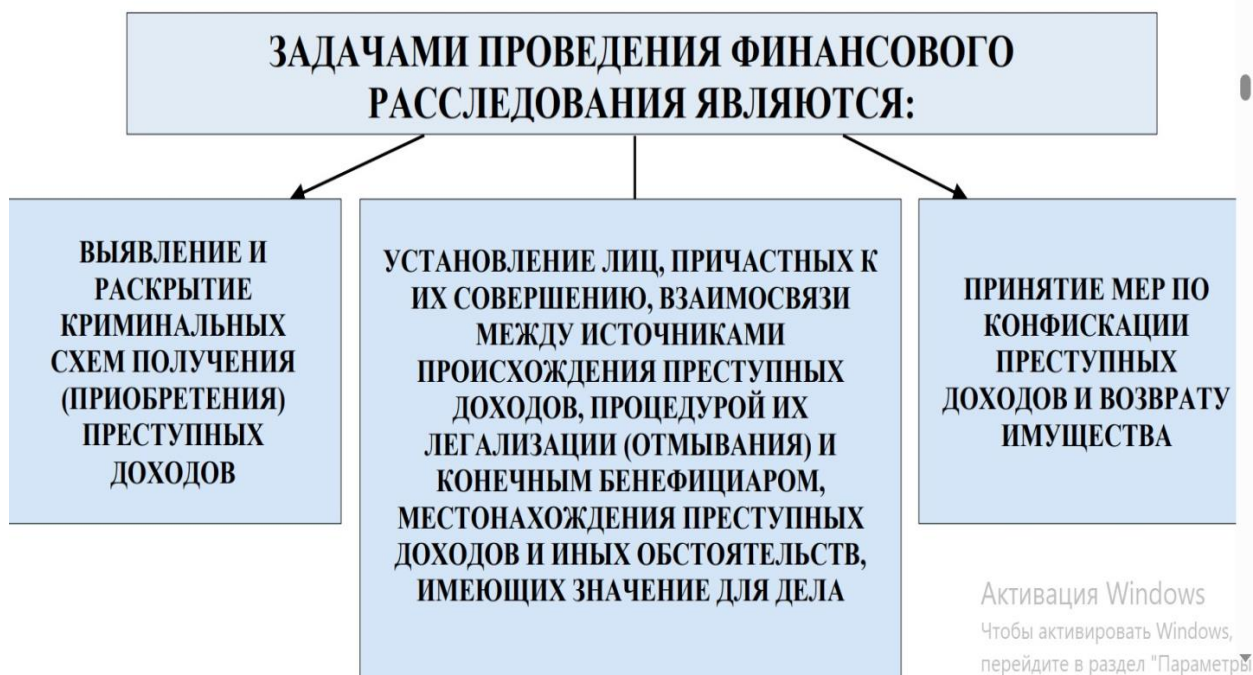 ЗАДАЧАМИ ПРОВЕДЕНИЯ ФИНАНСОВОГО
РАССЛЕДОВАНИЯ ЯВЛЯЮТСЯ:
ВЫЯВЛЕНИЕ И
РАСКРЫТИЕ
КРИМИНАЛЬНЫХ
СХЕМ ПОЛУЧЕНИЯ
(ПРИОБРЕТЕНИЯ)
ПРЕСТУПНЫХ
ДОХОДОВ
УСТАНОВЛЕНИЕ ЛИЦ, ПРИЧАСТНЫХ К
ИХ СОВЕРШЕНИЮ, ВЗАИМОСВЯЗИ
МЕЖДУ ИСТОЧНИКАМИ
ПРОИСХОЖДЕНИЯ ПРЕСТУПНЫХ
ДОХОДОВ, ПРОЦЕДУРОЙ ИХ
ЛЕГАЛИЗАЦИИ (ОТМЫВАНИЯ) И
КОНЕЧНЫМ БЕНЕФИЦИАРОМ,
МЕСТОНАХОЖДЕНИЯ ПРЕСТУПНЫХ
ДОХОДОВ И ИНЫХ ОБСТОЯТЕЛЬСТВ,
ИМЕЮЩИХ ЗНАЧЕНИЕ ДЛЯ ДЕЛА
ПРИНЯТИЕ МЕР ПО
КОНФИСКАЦИИ
ПРЕСТУПНЫХ
ДОХОДОВ И ВОЗВРАТУ
ИМУЩЕСТВА
Активация Windows
Чтобы активировать Windows,
перейдите в раздел "Параметры